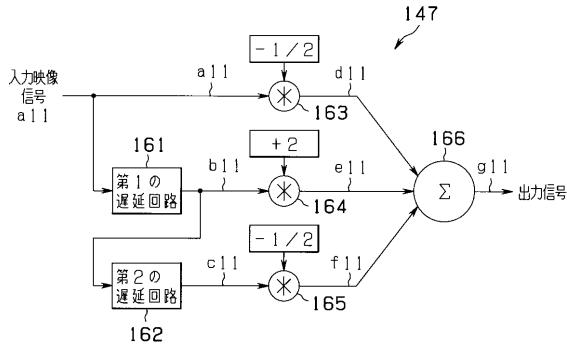 147
-1/2
入力映像
信号
a11
a11
d11
163
166
161
+2
第1の
遅延回路
b11
e11
164
Σ
g11
出力信号
-1/2
第2の
遅延回路
c11
f11
165
162